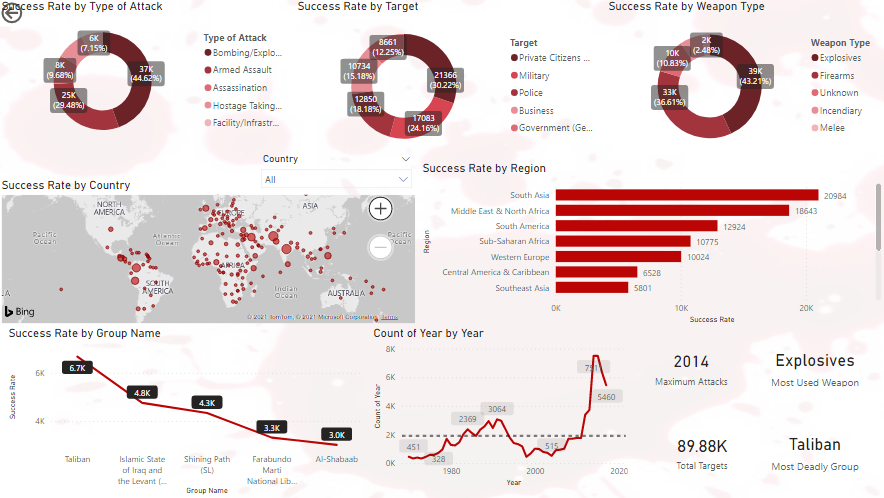 Success Rate by Type of Attack
6K
(7.15%)
8K
(9.68%)
37K
(44.62%)
25K
(29.48%)
Type of Attack
Bombing/Explo...
Armed Assault
Assassination
Hostage Taking...
Facility/Infrastr...
Success Rate by Target
8661
(12.25%)
10734
(15.18%)
21366
(30.22%)
12850
(18.18%)
17083
(24.16%)
Target
Private Citizens ...
Military
Police
Business
Government (Ge...
Success Rate by Weapon Type
2K
(2.48%)
10K
(10.83%)
39K
(43.21%)
33K
(36.61%)
Weapon Type
Explosives
Firearms
Unknown
Incendiary
Melee
Country
All
Success Rate by Country
NORTH
AMERICA
EUROPE
ASIA
Pacific
Ocean
Atlantic
Ocean
Pacific
Ocean
AFRICA
SOUTH
AMERICA
Indian
Ocean
AUSTRALIA
Bing
© 2021 TomTom, © 2021 Microsoft Corporation Terms
Success Rate by Region
Region
South Asia 20984
Middle East & North Africa 18643
South America 12924
Sub-Saharan Africa 10775
Western Europe 10024
Central America & Caribbean 6528
Southeast Asia 5801
0K 10K 20K
Success Rate
Success Rate by Group Name
Success Rate
6K
4K
6.7K
4.8K
4.3K
3.3K
3.0K
Taliban
Islamic State
of Iraq and
the Levant (...
Shining Path
(SL)
Farabundo
Marti
National Lib...
Al-Shabaab
Group Name
Count of Year by Year
Count of Year
8K
6K
4K
2K
0K
451
328
2369
3064
515
5460
1980 2000 2020
Year
2014
Maximum Attacks
Explosives
Most Used Weapon
89.88K
Total Targets
Taliban
Most Deadly Group